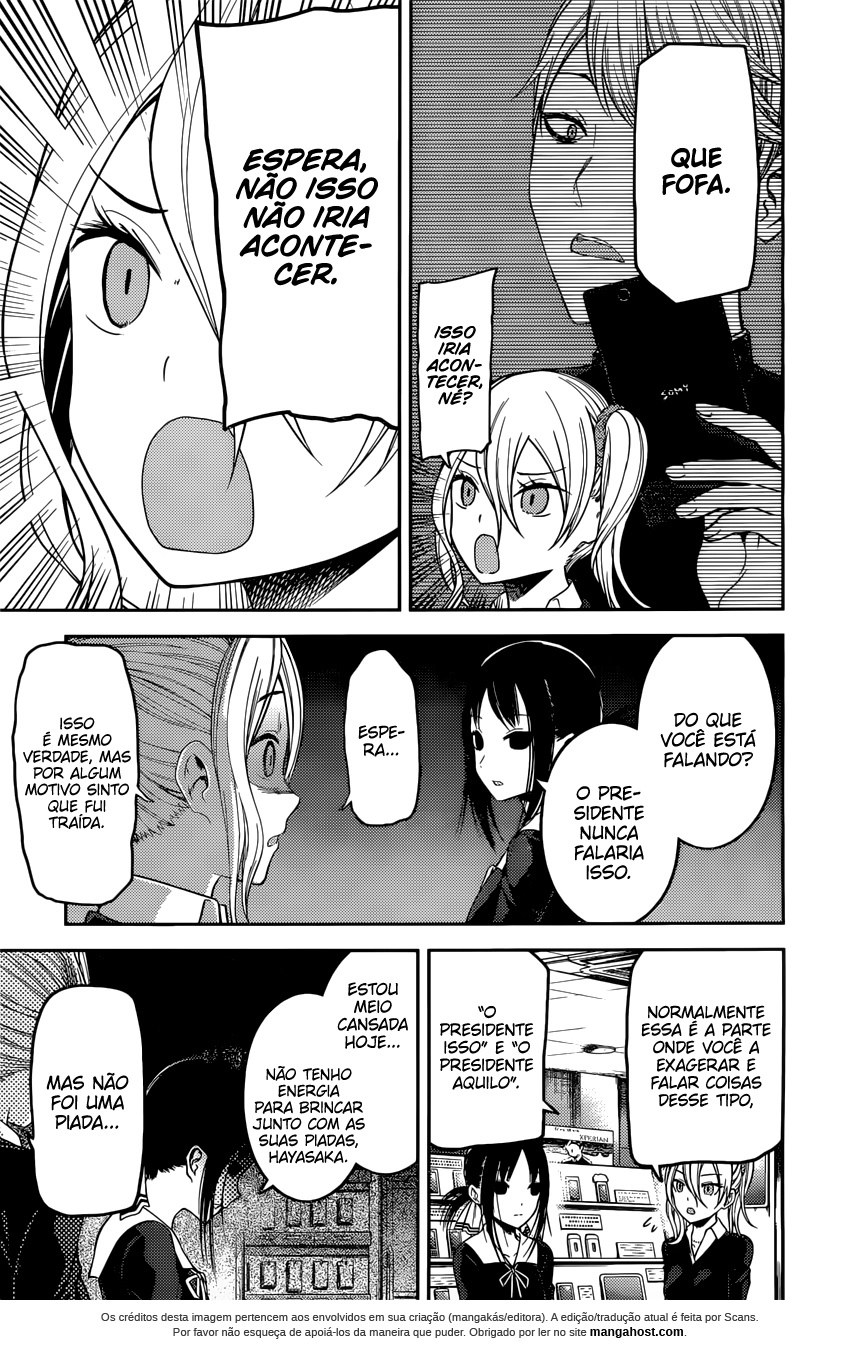 QUE
FOFA.
SONY
ISSO
IRIA
ACON-
TECER,
NÉ?
ESPERA,
NÃO ISSO
NÃO IRIA
ACONTE-
CER.
DO QUE
VOCÊ ESTÁ
FALANDO?
O PRE-
SIDENTE
NUNCA
FALARIA
ISSO.
ESPE-
RA...
ISSO
É MESMO
VERDADE, MAS
POR ALGUM
MOTIVO SINTO
QUE FUI
TRAÍDA.
NORMALMENTE
ESSA É A PARTE
ONDE VOCÊ A
EXAGERAR E
FALAR COISAS
DESSE TIPO,
"O
PRESIDENTE
ISSO" E "O
PRESIDENTE
AQUILO".
ESTOU
MEIO
CANSADA
HOJE...
NÃO TENHO
ENERGIA
PARA BRINCAR
JUNTO COM AS
SUAS PIADAS,
HAYASAKA.
MAS NÃO
FOI UMA
PIADA...
Os créditos desta imagem pertencem aos envolvidos em sua criação (mangakás/editora). A edição/tradução atual é feita por Scans.
Por favor não esqueça de apoiá-los da maneira que puder. Obrigado por ler no site mangahost.com.